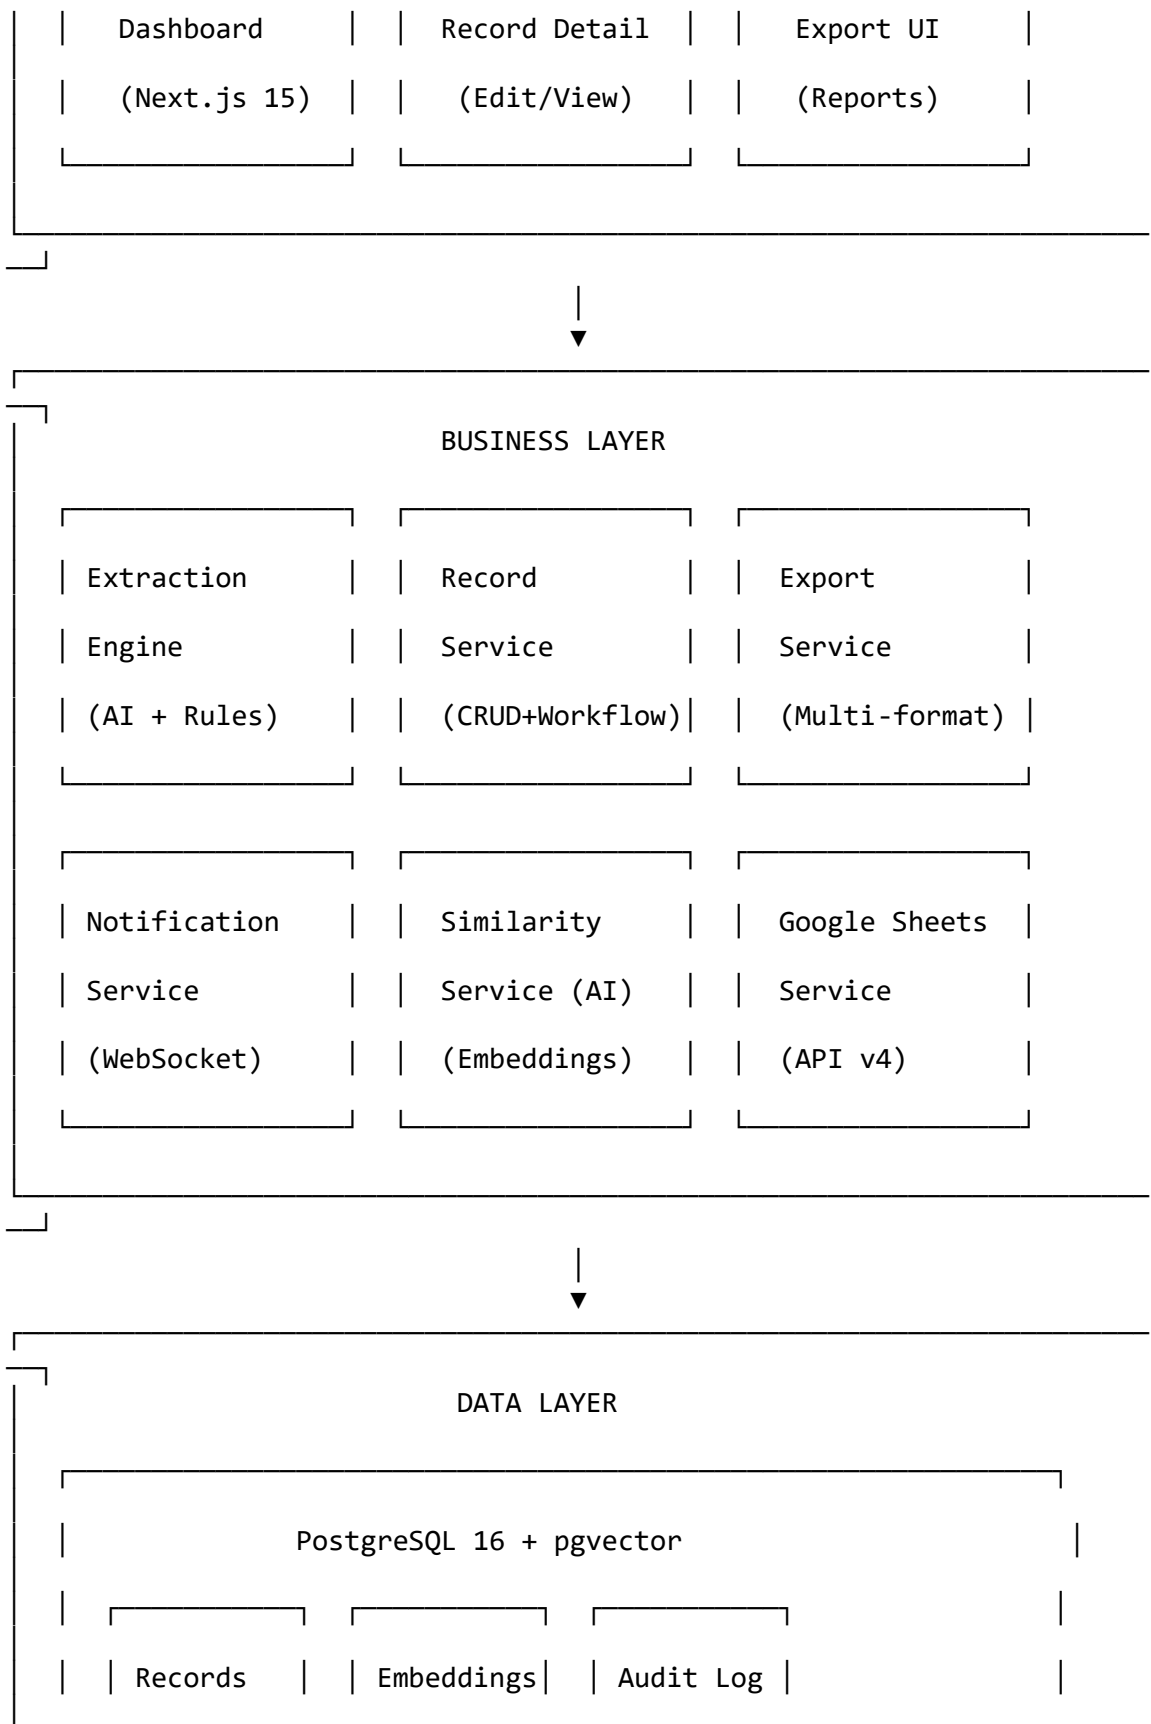 Dashboard Record Detail Export UI
(Next.js 15) (Edit/View) (Reports)
▼
BUSINESS LAYER
Extraction Record Export
Engine Service Service
(AI + Rules) (CRUD+Workflow) (Multi-format)
Notification Similarity Google Sheets
Service Service (AI) Service
(WebSocket) (Embeddings) (API v4)
▼
DATA LAYER
PostgreSQL 16 + pgvector
Records Embeddings Audit Log